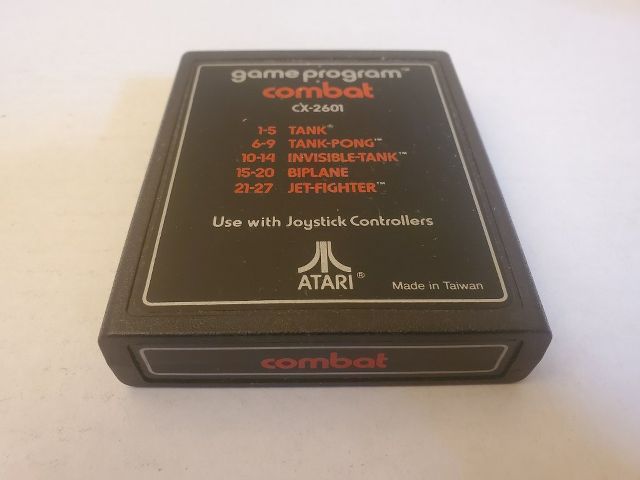 game program™
combat
CX-2601
1-5 TANK®
6-9 TANK-PONG™
10-14 INVISIBLE-TANK™
15-20 BIPLANE
21-27 JET-FIGHTER™
Use with Joystick Controllers
ATARI®
Made in Taiwan
combat